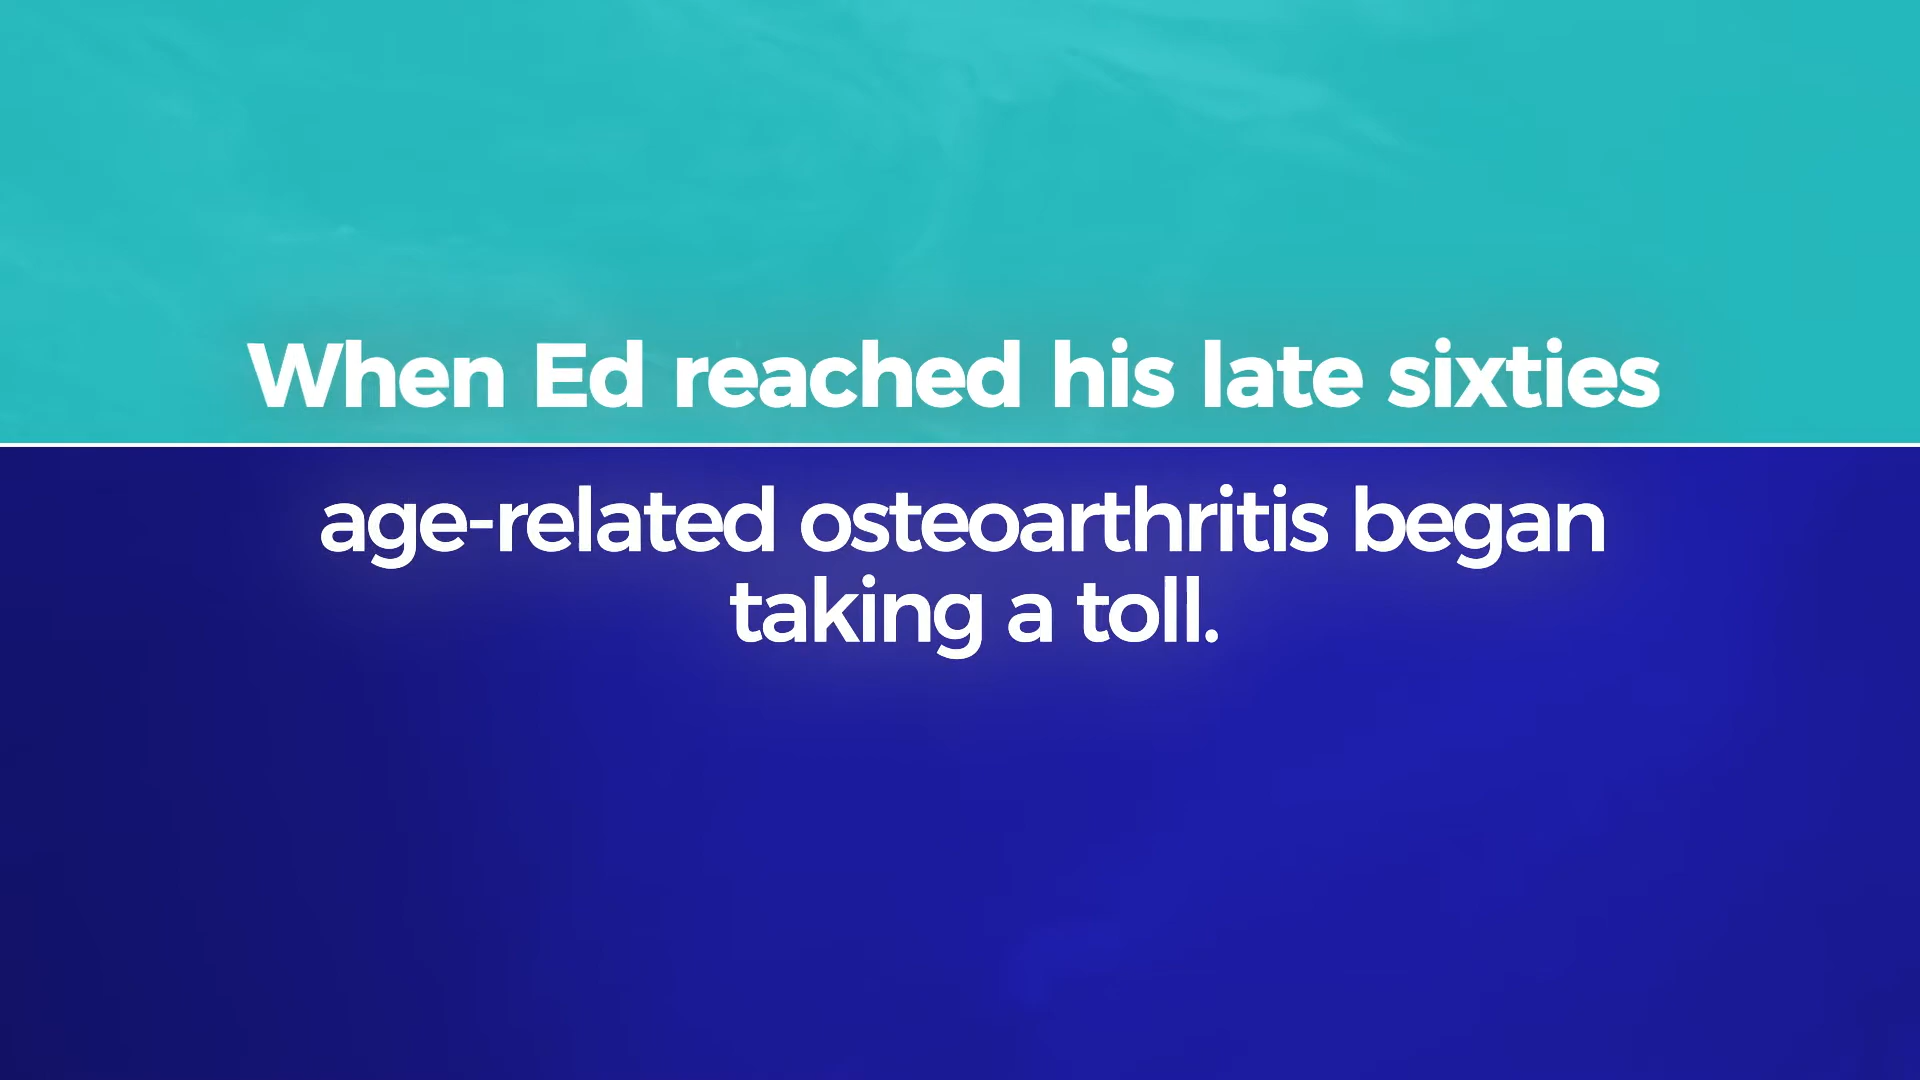 When Ed reached his late sixties
age-related osteoarthritis began
taking a toll.